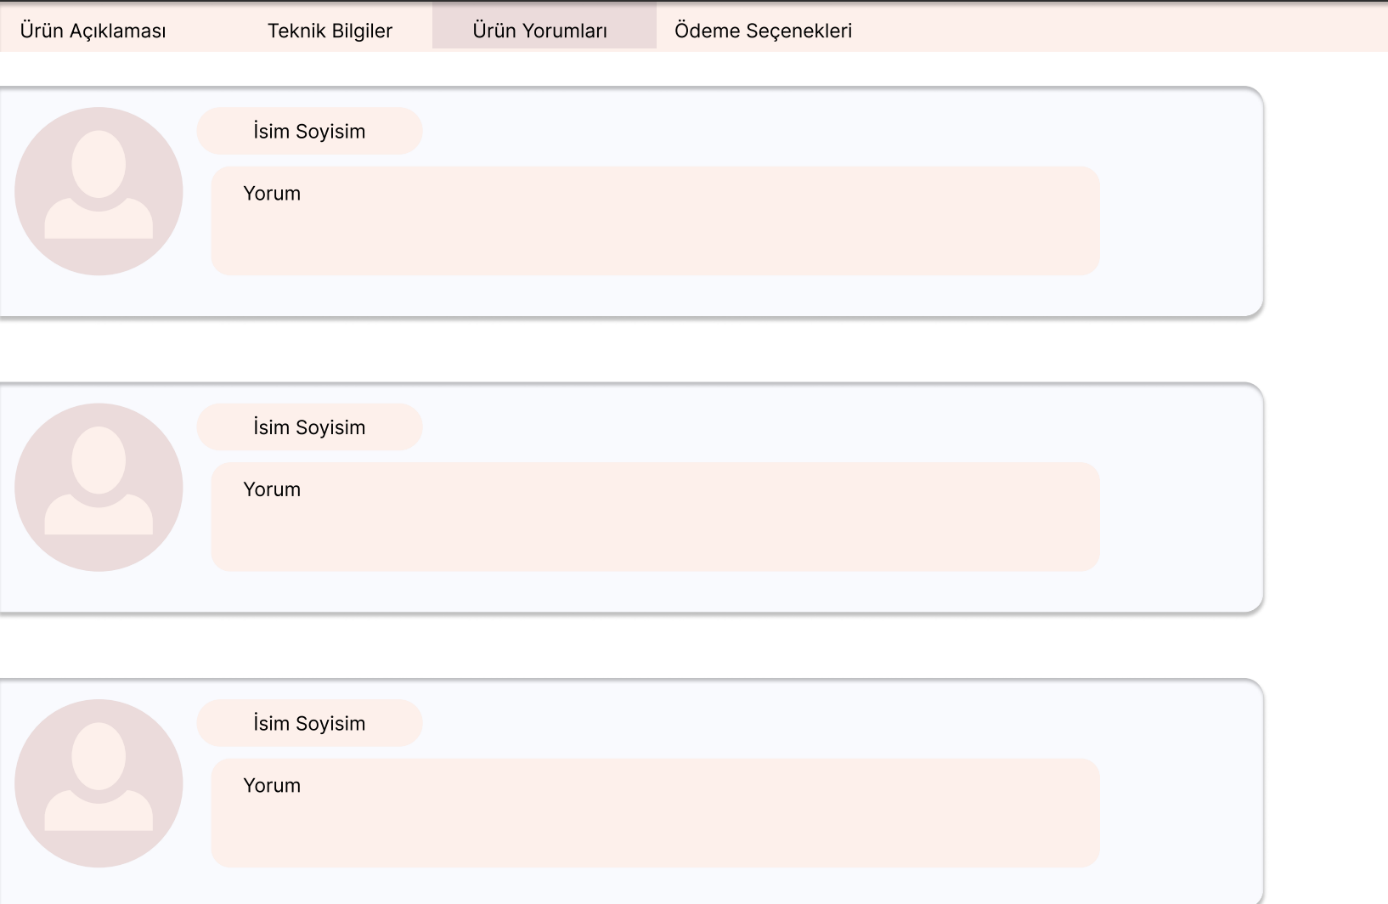 Ürün Açıklaması Teknik Bilgiler Ürün Yorumları Ödeme Seçenekleri
İsim Soyisim
Yorum
İsim Soyisim
Yorum
İsim Soyisim
Yorum